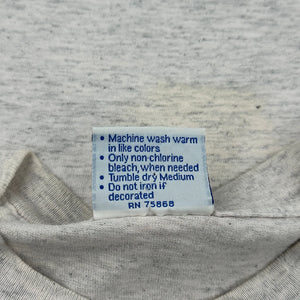 • Machine wash warm
in like colors
• Only non-chlorine
bleach, when needed
• Tumble dry Medium
• Do not iron if
decorated
RN 75868